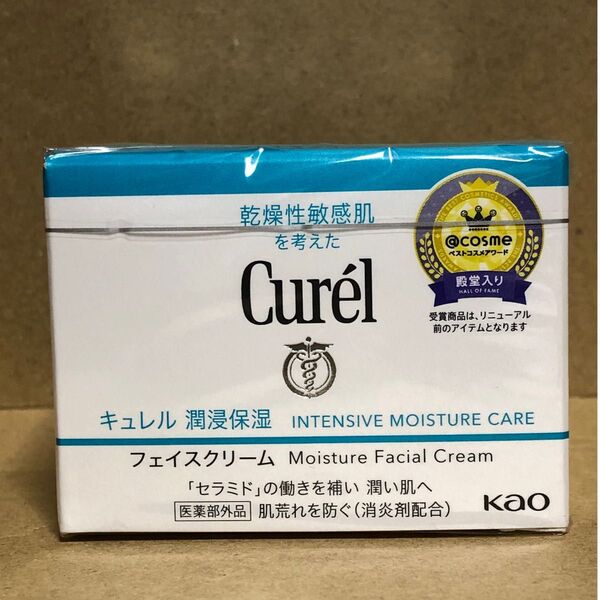 乾燥性敏感肌
を考えた
Curél
キュレル 潤浸保湿 INTENSIVE MOISTURE CARE
フェイスクリーム Moisture Facial Cream
「セラミド」の働きを補い 潤い肌へ
医薬部外品 肌荒れを防ぐ(消炎剤配合)
Kao
@cosme
ベストコスメアワード
殿堂入り
HALL OF FAME
受賞商品は、リニューアル
前のアイテムとなります